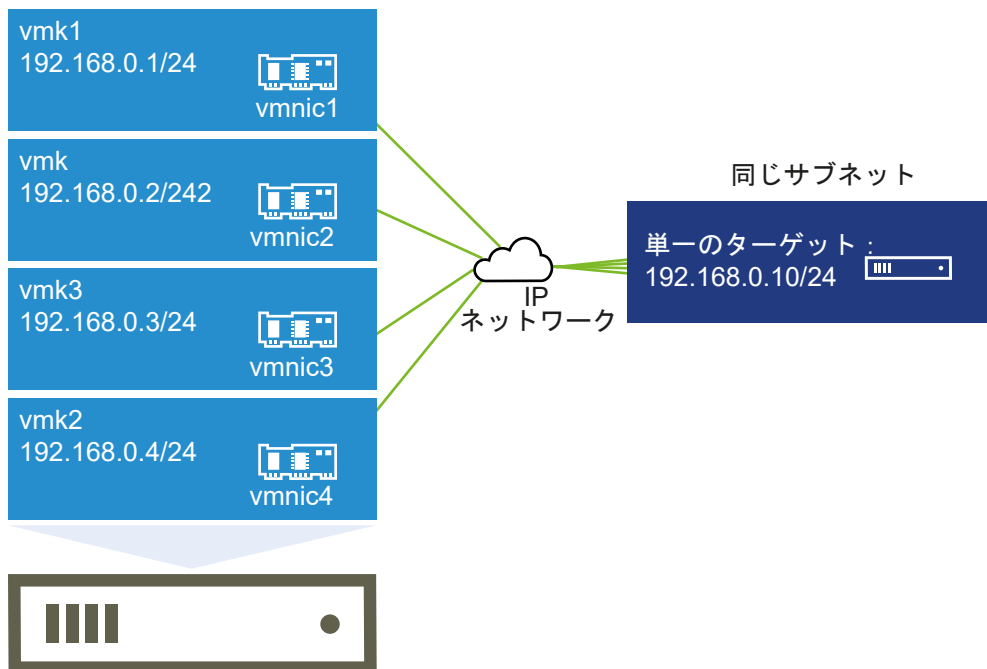 vmk1
192.168.0.1/24
vmnic1
vmk
192.168.0.2/242
vmnic2
vmk3
192.168.0.3/24
vmnic3
vmk2
192.168.0.4/24
vmnic4
IP
ネットワーク
同じサブネット
単一のターゲット：
192.168.0.10/24